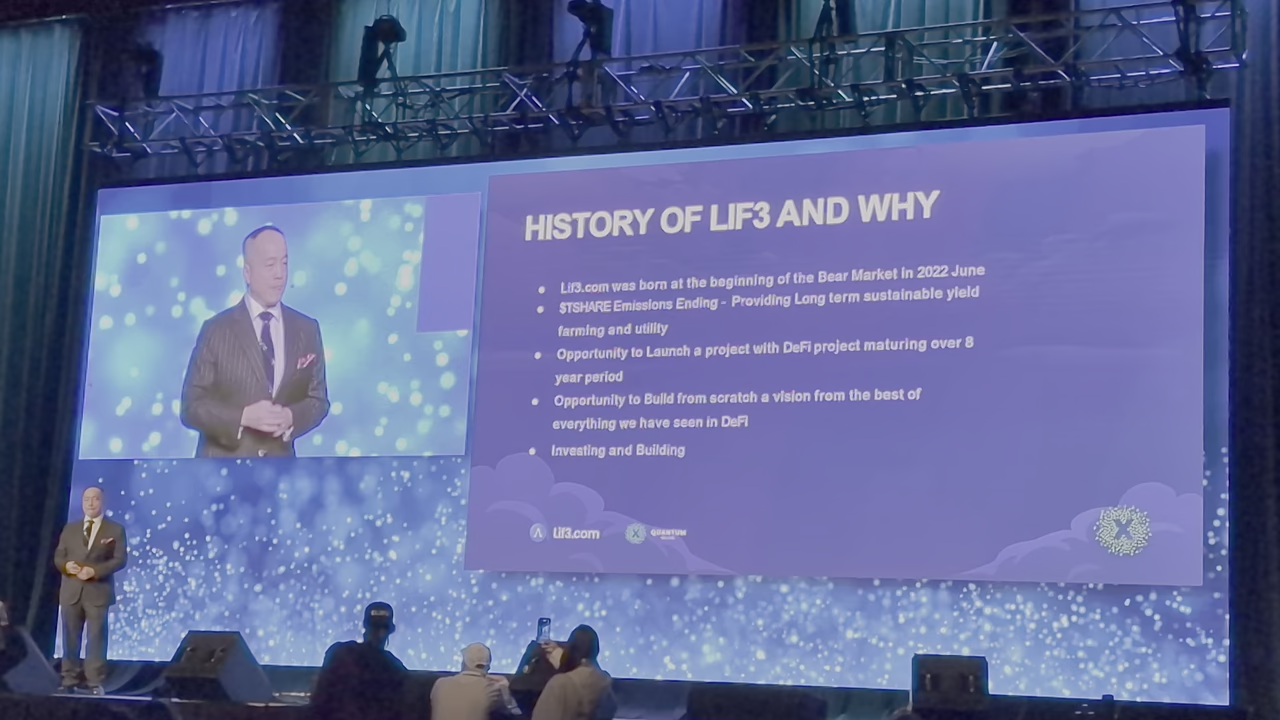 HISTORY OF LIF3 AND WHY
Lif3.com was born at the beginning of the Bear Market in 2022 June
$TSHARE Emissions Ending - Providing Long term sustainable yield
farming and utility
Opportunity to Launch a project with DeFi project maturing over 8
year period
Opportunity to Build from scratch a vision from the best of
everything we have seen in DeFi
Investing and Building
Lif3.com
QUANTUM